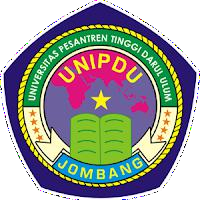 UNIVERSITAS PESANTREN TINGGI DARUL ULUM
UNIPDU
JOMBANG